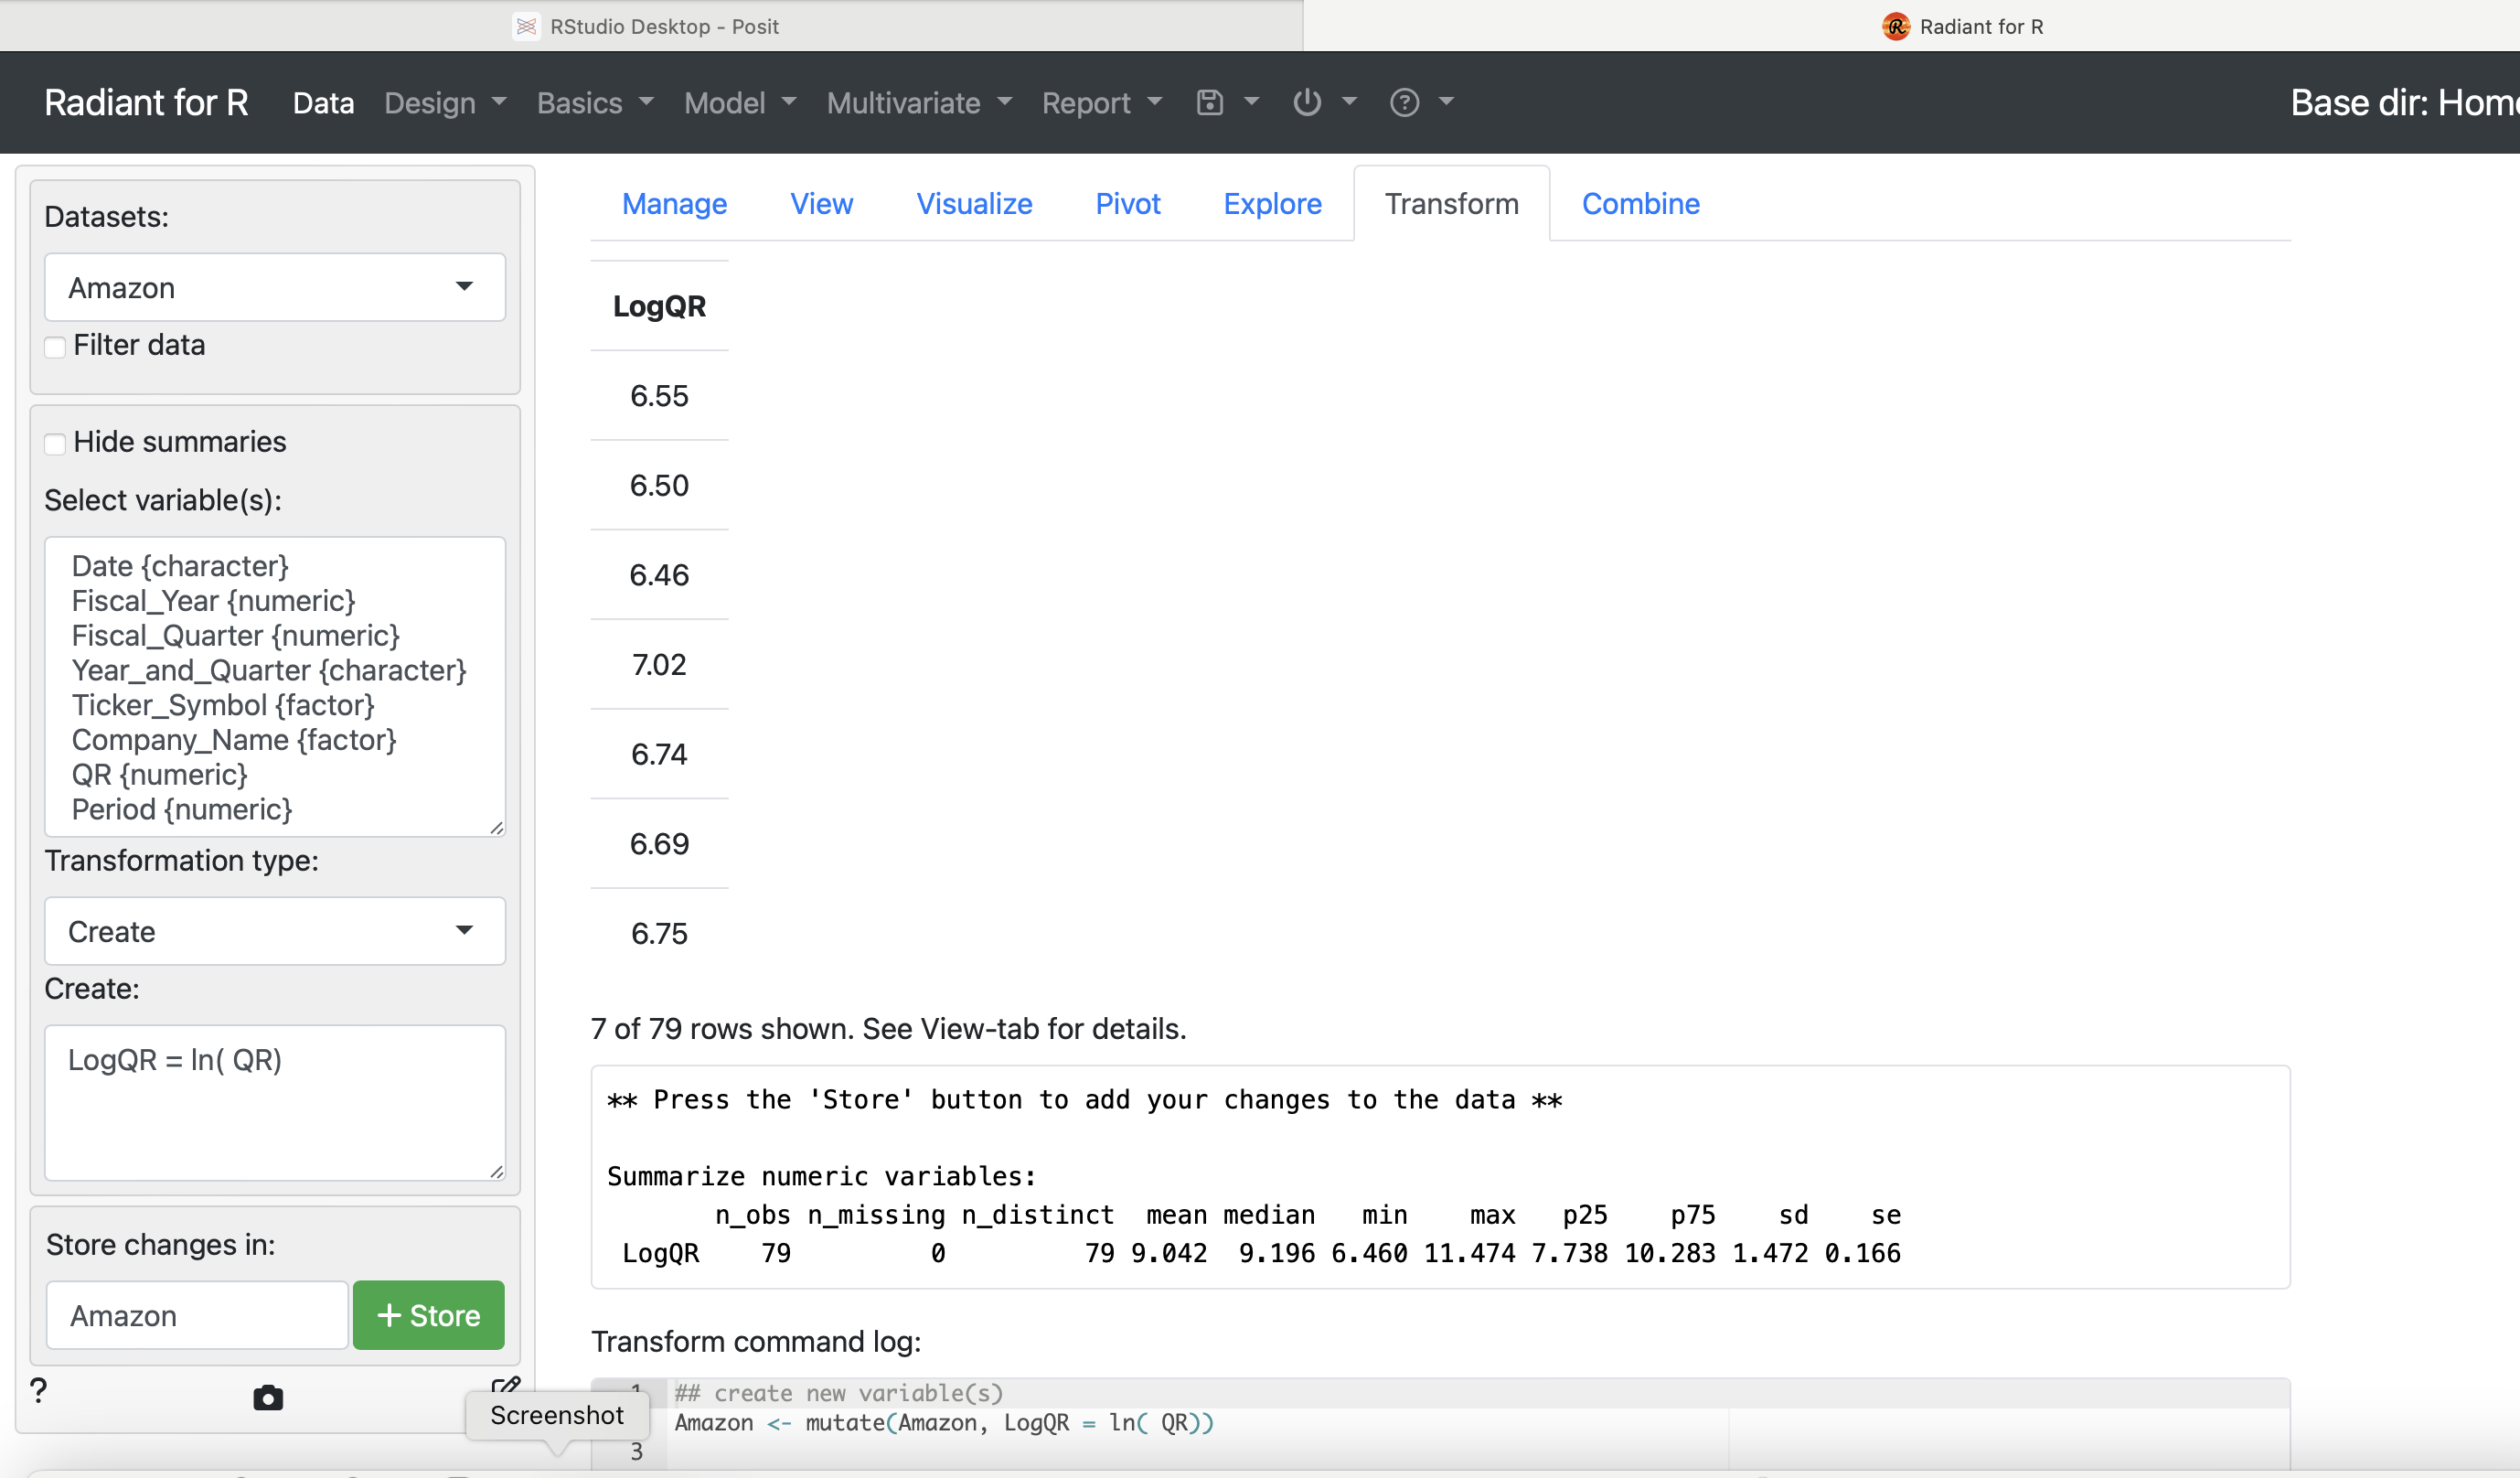 RStudio Desktop - Posit
Radiant for R
Radiant for R Data Design Basics Model Multivariate Report
Base dir: Home
Datasets:
Amazon
Filter data
Hide summaries
Select variable(s):
Date {character}
Fiscal_Year {numeric}
Fiscal_Quarter {numeric}
Year_and_Quarter {character}
Ticker_Symbol {factor}
Company_Name {factor}
QR {numeric}
Period {numeric}
Transformation type:
Create
Create:
LogQR = ln( QR)
Store changes in:
Amazon
+ Store
?
Screenshot
Manage View Visualize Pivot Explore Transform Combine
LogQR
6.55
6.50
6.46
7.02
6.74
6.69
6.75
7 of 79 rows shown. See View-tab for details.
** Press the 'Store' button to add your changes to the data **
Summarize numeric variables:
n_obs n_missing n_distinct mean median min max p25 p75 sd se
LogQR 79 0 79 9.042 9.196 6.460 11.474 7.738 10.283 1.472 0.166
Transform command log:
1 ## create new variable(s)
Amazon <- mutate(Amazon, LogQR = ln( QR))
3